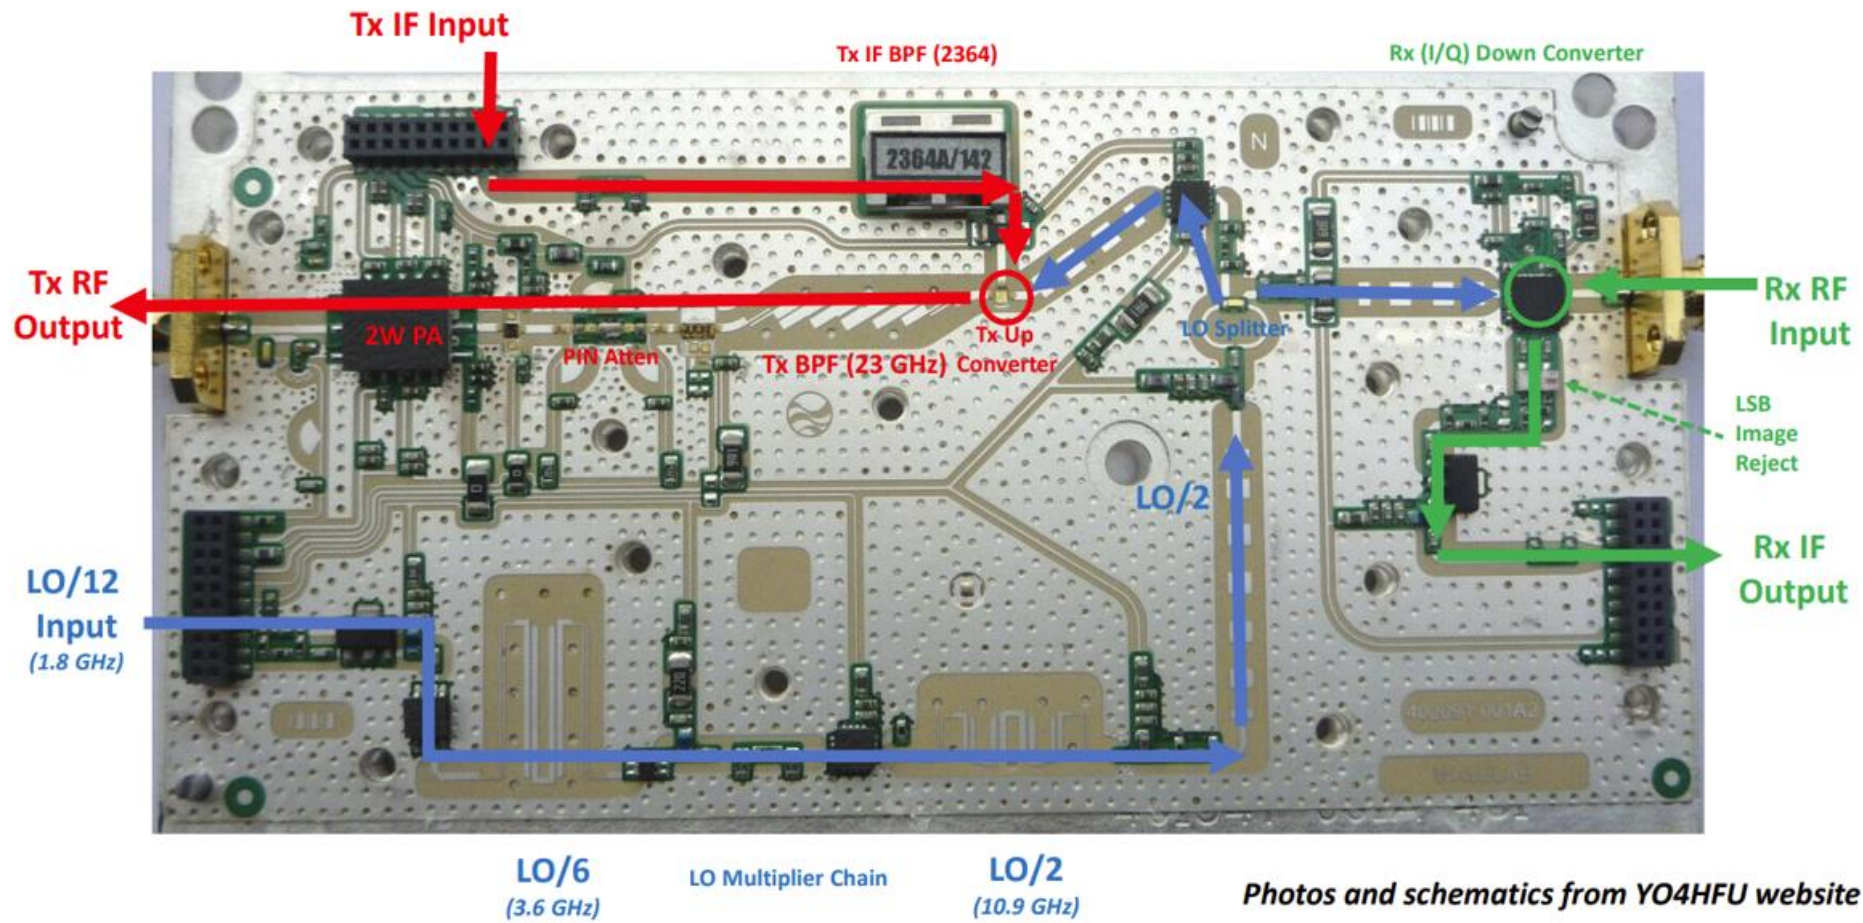 Tx IF Input
Tx IF BPF (2364)
Rx (I/Q) Down Converter
2364A/142
N
Tx RF
Output
2W PA
PIN Atten
Tx BPF (23 GHz)
Tx Up
Converter
LO Splitter
Rx RF
Input
LSB
Image
Reject
LO/2
Rx IF
Output
LO/12
Input
(1.8 GHz)
220
LO/6
(3.6 GHz)
LO Multiplier Chain
LO/2
(10.9 GHz)
Photos and schematics from YO4HFU website